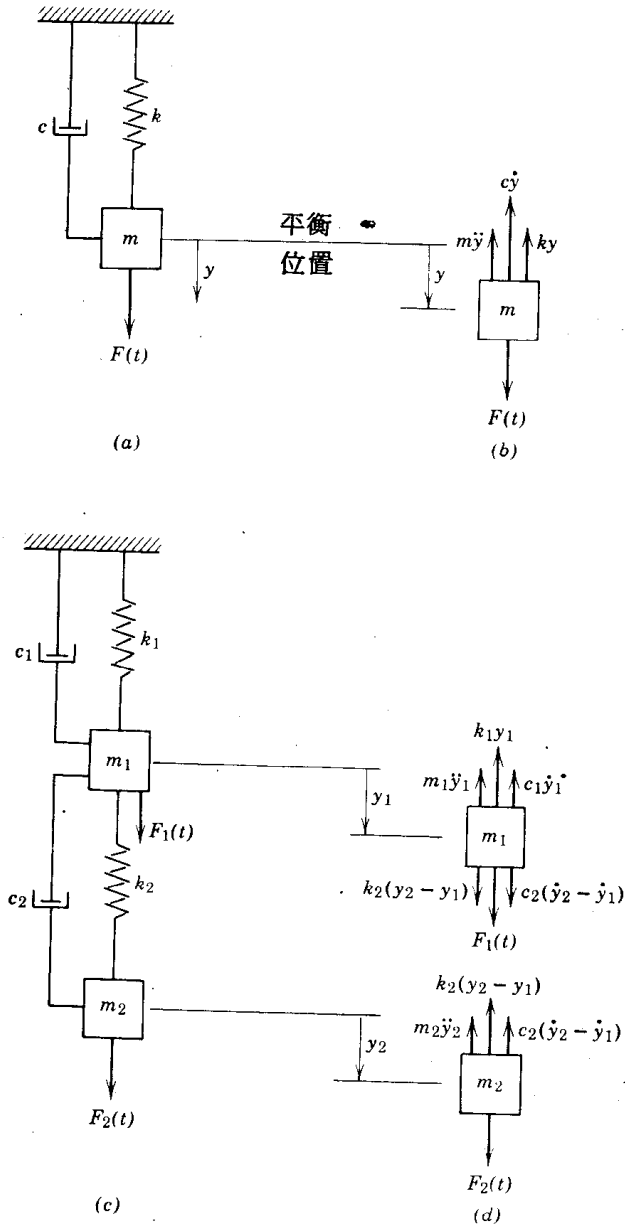 c
k
m
平衡
位置
y
F(t)
(a)
cẏ
mÿ
ky
y
m
F(t)
(b)
c₁
k₁
m₁
F₁(t)
y₁
k₁y₁
m₁ÿ₁
c₁ẏ₁
m₁
k₂(y₂ − y₁)
c₂(ẏ₂ − ẏ₁)
F₁(t)
c₂
k₂
m₂
F₂(t)
(c)
y₂
k₂(y₂ − y₁)
m₂ÿ₂
c₂(ẏ₂ − ẏ₁)
m₂
F₂(t)
(d)